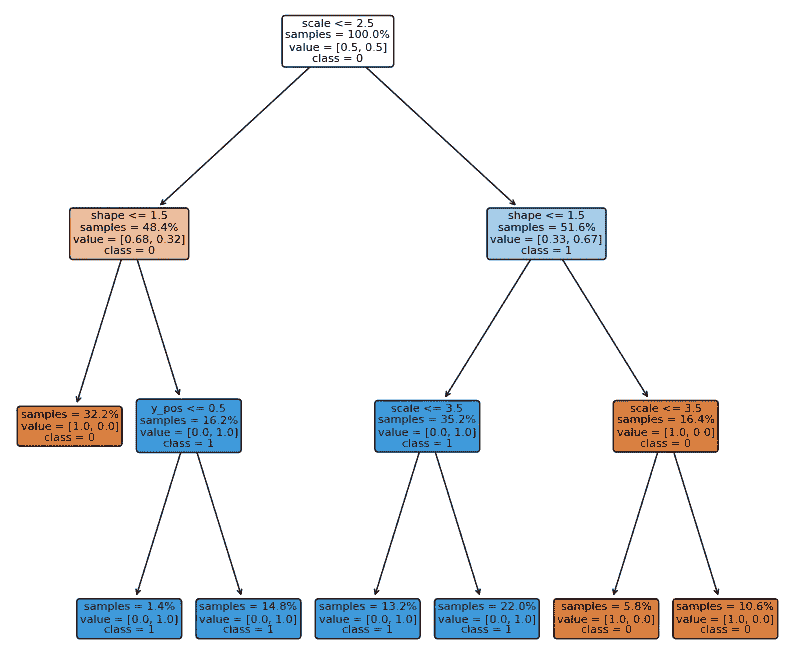 scale <= 2.5
samples = 100.0%
value = [0.5, 0.5]
class = 0
shape <= 1.5
samples = 48.4%
value = [0.68, 0.32]
class = 0
shape <= 1.5
samples = 51.6%
value = [0.33, 0.67]
class = 1
samples = 32.2%
value = [1.0, 0.0]
class = 0
y_pos <= 0.5
samples = 16.2%
value = [0.0, 1.0]
class = 1
scale <= 3.5
samples = 35.2%
value = [0.0, 1.0]
class = 1
scale <= 3.5
samples = 16.4%
value = [1.0, 0.0]
class = 0
samples = 1.4%
value = [0.0, 1.0]
class = 1
samples = 14.8%
value = [0.0, 1.0]
class = 1
samples = 13.2%
value = [0.0, 1.0]
class = 1
samples = 22.0%
value = [0.0, 1.0]
class = 1
samples = 5.8%
value = [1.0, 0.0]
class = 0
samples = 10.6%
value = [1.0, 0.0]
class = 0